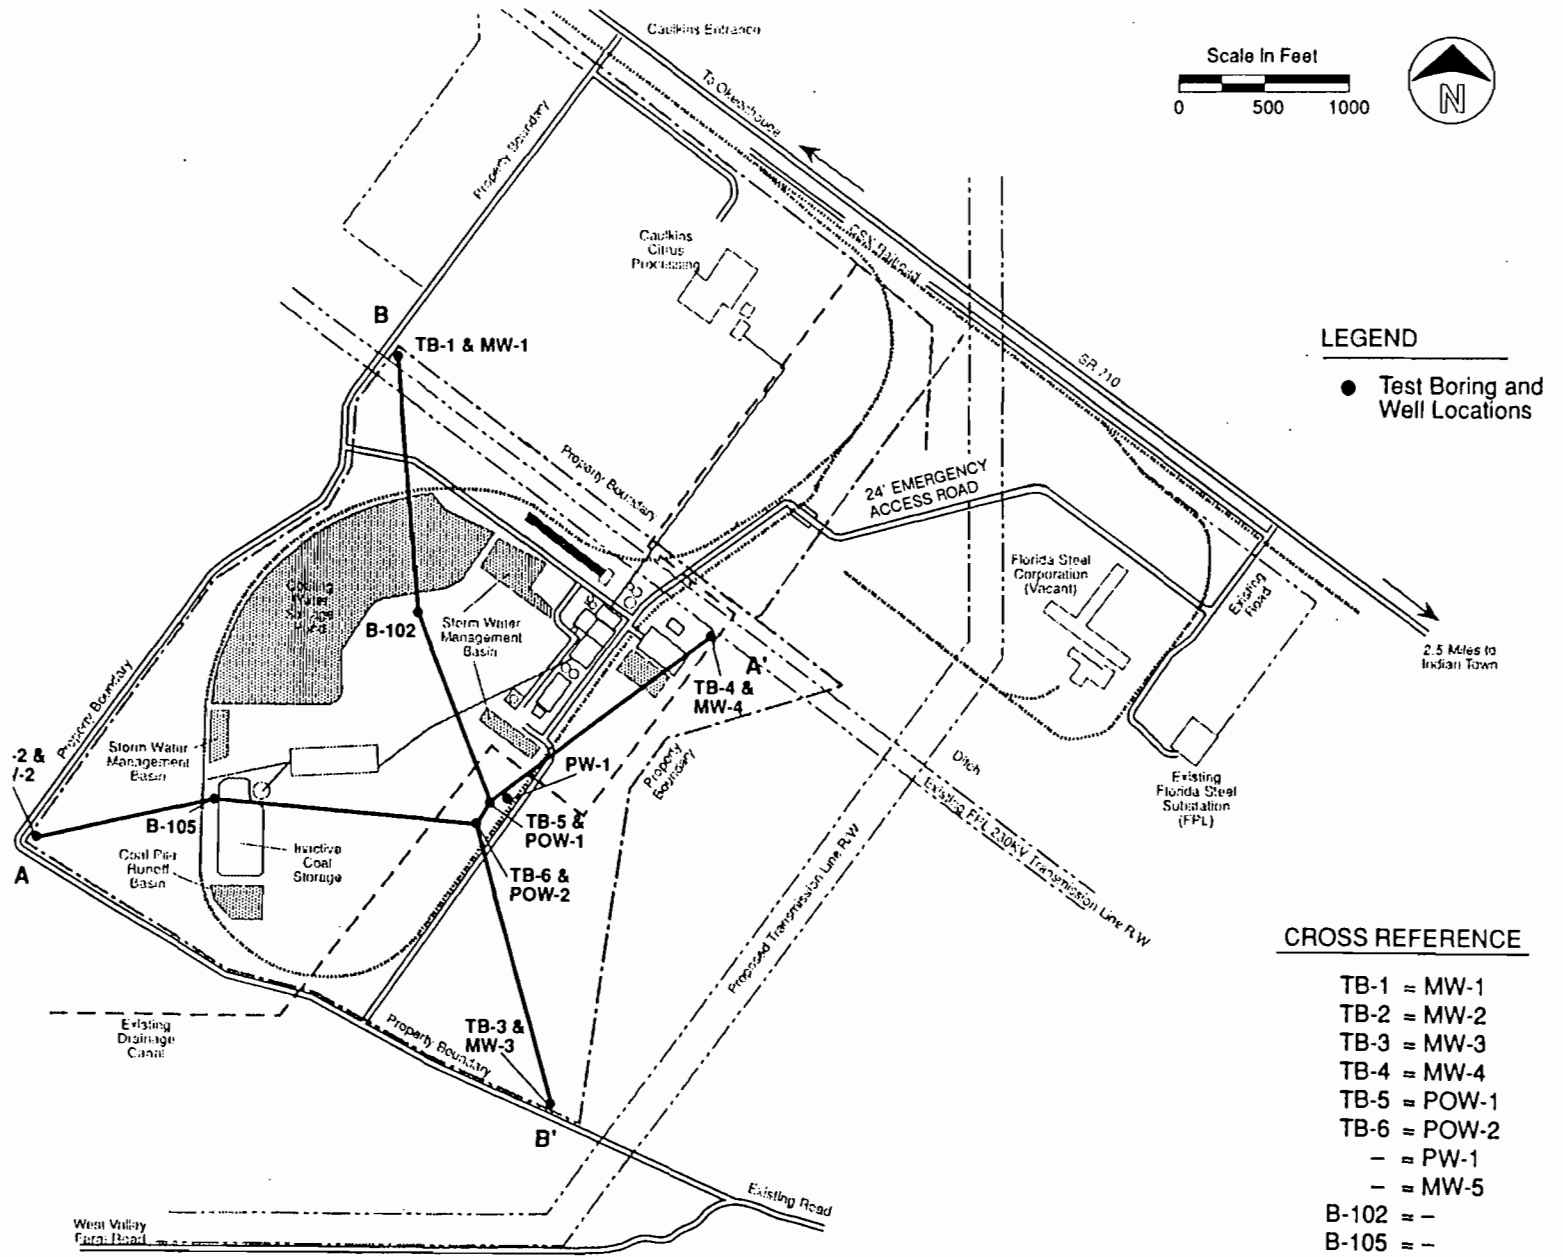 Caulkins Entrance
Scale In Feet
0 500 1000
N
To Okeechobee
Property Boundary
Caulkins
Citrus
Processing
CSX Railroad
B
TB-1 & MW-1
SR 710
LEGEND
Test Boring and
Well Locations
Property Boundary
24' EMERGENCY
ACCESS ROAD
Florida Steel
Corporation
(Vacant)
Existing
Road
Cooling
Water
B-102
Storm Water
Management
Basin
2.5 Miles to
Indian Town
A'
TB-4 &
MW-4
Property Boundary
-2 &
/-2
Storm Water
Management
Basin
PW-1
Property
Boundary
Ditch
Existing FPL 230KV Transmission Line R/W
Existing
Florida Steel
Substation
(FPL)
B-105
TB-5 &
POW-1
A
Coal Pile
Runoff
Basin
Inactive
Coal
Storage
TB-6 &
POW-2
Proposed Transmission Line R/W
CROSS REFERENCE
TB-1 = MW-1
TB-2 = MW-2
TB-3 = MW-3
TB-4 = MW-4
TB-5 = POW-1
TB-6 = POW-2
– = PW-1
– = MW-5
B-102 = –
B-105 = –
Existing
Drainage
Canal
Property Boundary
TB-3 &
MW-3
B'
Existing Road
West Valley
Farm Road